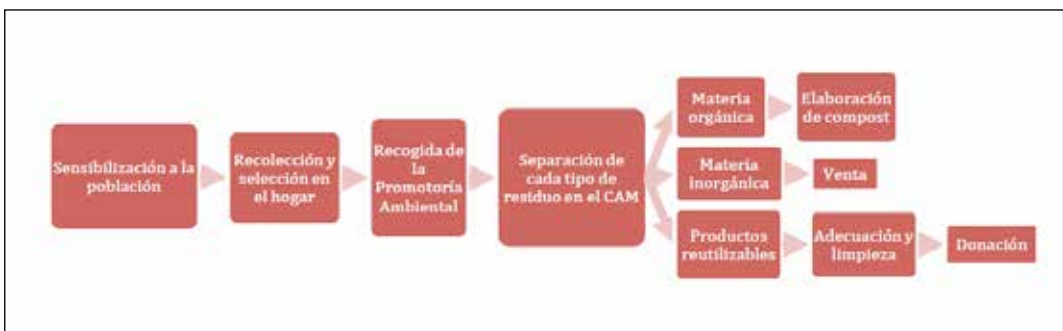 Sensibilización a la
población
Recolección y
selección en
el hogar
Recogida de
la
Promotoría
Ambiental
Separación de
cada tipo de
residuo en el CAM
Materia
orgánica
Elaboración
de compost
Materia
inorgánica
Venta
Productos
reutilizables
Adecuación y
limpieza
Donación